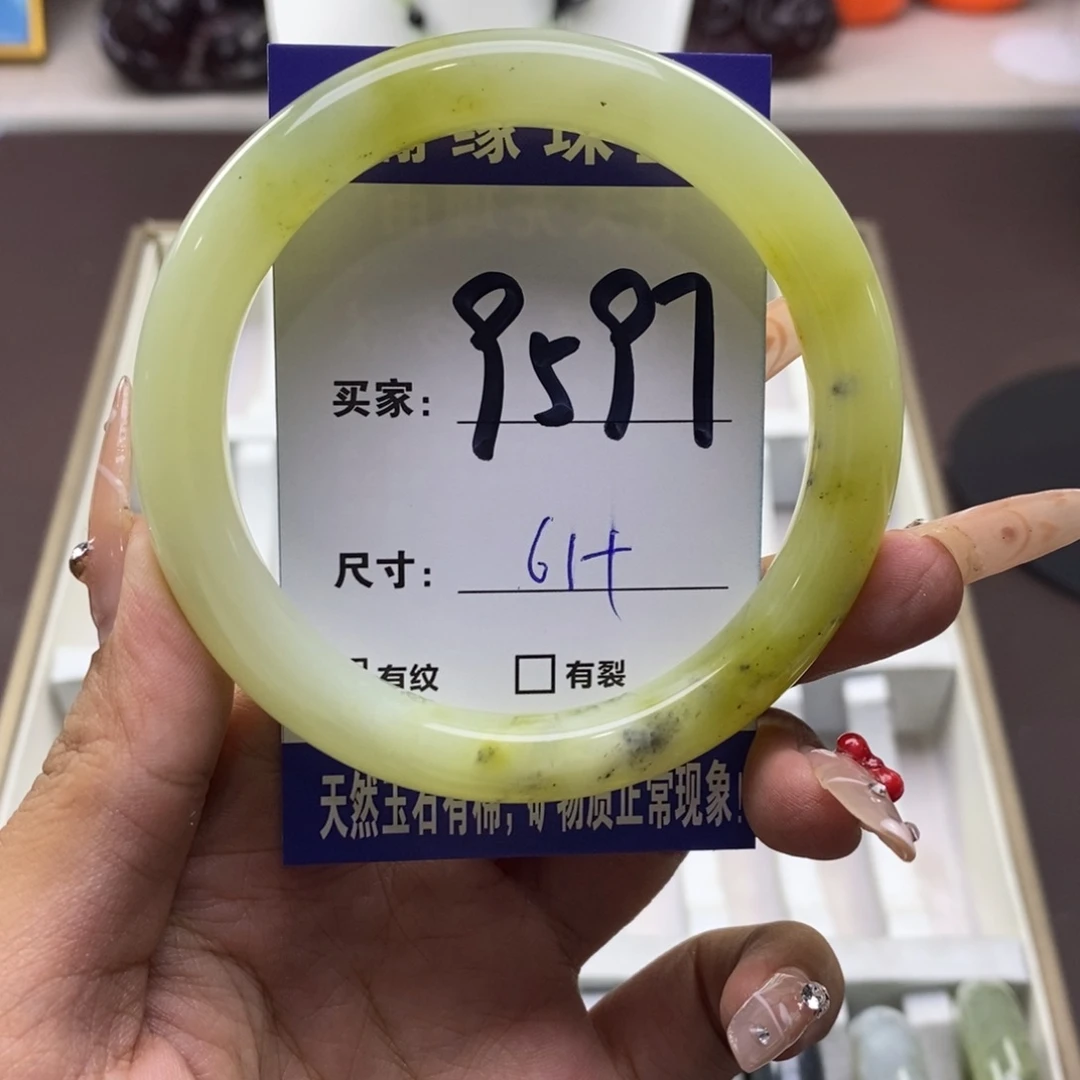 缘珠
买家: 9597
尺寸: 61+
有纹 □有裂
天然玉石有棉, 矿物质正常现象!